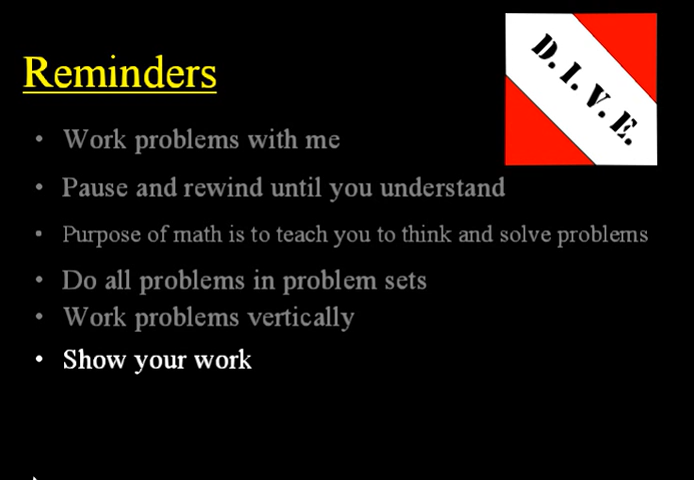 D. I. V. E.
Reminders
• Work problems with me
• Pause and rewind until you understand
• Purpose of math is to teach you to think and solve problems
• Do all problems in problem sets
• Work problems vertically
• Show your work